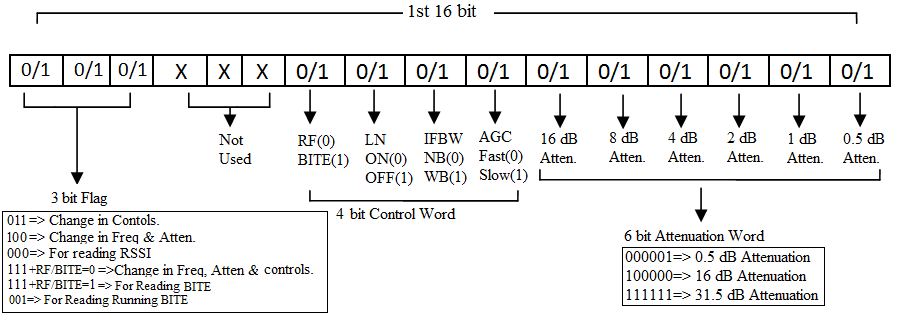 1st 16 bit
0/1 0/1 0/1 X X X 0/1 0/1 0/1 0/1 0/1 0/1 0/1 0/1 0/1 0/1
Not
Used
RF(0)
BITE(1)
LN
ON(0)
OFF(1)
IFBW
NB(0)
WB(1)
AGC
Fast(0)
Slow(1)
16 dB
Atten.
8 dB
Atten.
4 dB
Atten.
2 dB
Atten.
1 dB
Atten.
0.5 dB
Atten.
3 bit Flag
011=> Change in Contols.
100=> Change in Freq & Atten.
000=> For reading RSSI
111+RF/BITE=0 =>Change in Freq, Atten & controls.
111+RF/BITE=1 => For Reading BITE
001=> For Reading Running BITE
4 bit Control Word
6 bit Attenuation Word
000001=> 0.5 dB Attenuation
100000=> 16 dB Attenuation
111111=> 31.5 dB Attenuation